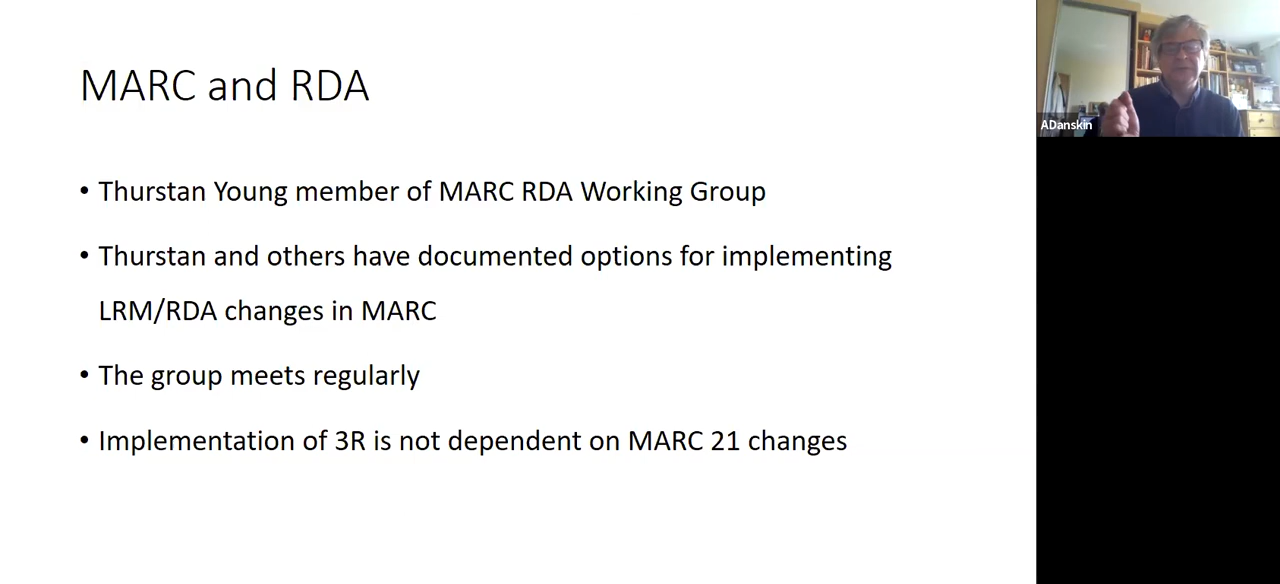 MARC and RDA
• Thurstan Young member of MARC RDA Working Group
• Thurstan and others have documented options for implementing
LRM/RDA changes in MARC
• The group meets regularly
• Implementation of 3R is not dependent on MARC 21 changes
ADanskin